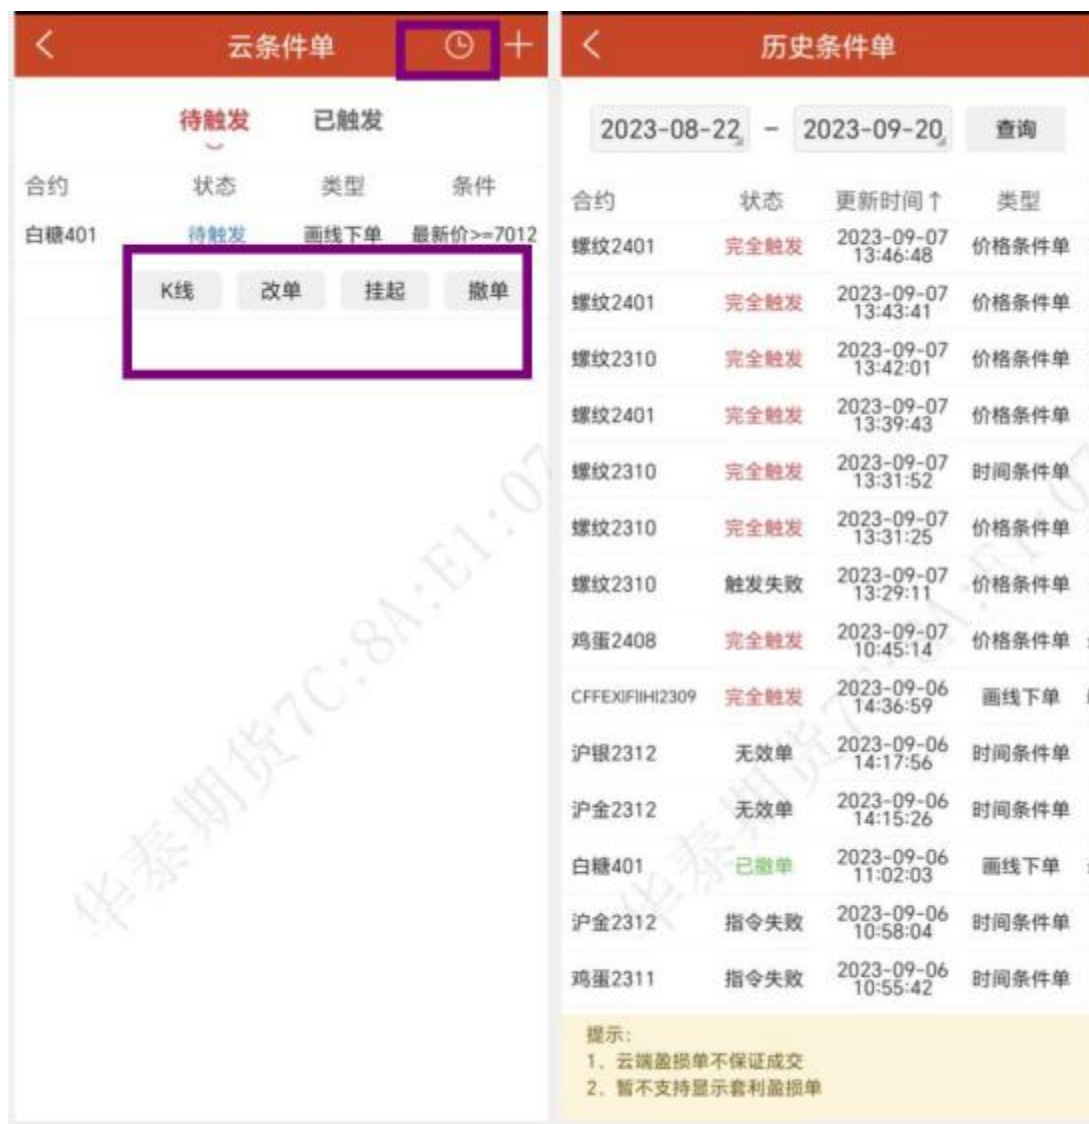 云条件单
待触发 已触发
合约 状态 类型 条件
白糖401 待触发 画线下单 最新价>=7012
K线 改单 挂起 撤单
历史条件单
2023-08-22 - 2023-09-20 查询
合约 状态 更新时间↑ 类型
螺纹2401 完全触发 2023-09-07 13:46:48 价格条件单
螺纹2401 完全触发 2023-09-07 13:43:41 价格条件单
螺纹2310 完全触发 2023-09-07 13:42:01 价格条件单
螺纹2401 完全触发 2023-09-07 13:39:43 价格条件单
螺纹2310 完全触发 2023-09-07 13:31:52 时间条件单
螺纹2310 完全触发 2023-09-07 13:31:25 价格条件单
螺纹2310 触发失败 2023-09-07 13:29:11 价格条件单
鸡蛋2408 完全触发 2023-09-07 10:45:14 价格条件单
CFFEX|F|IH|2309 完全触发 2023-09-06 14:36:59 画线下单
沪银2312 无效单 2023-09-06 14:17:56 时间条件单
沪金2312 无效单 2023-09-06 14:15:26 时间条件单
白糖401 已撤单 2023-09-06 11:02:03 画线下单
沪金2312 指令失败 2023-09-06 10:58:04 时间条件单
鸡蛋2311 指令失败 2023-09-06 10:55:42 时间条件单
提示：
1、云端盈损单不保证成交
2、暂不支持显示套利盈损单
华泰期货7C:8A:E1:07